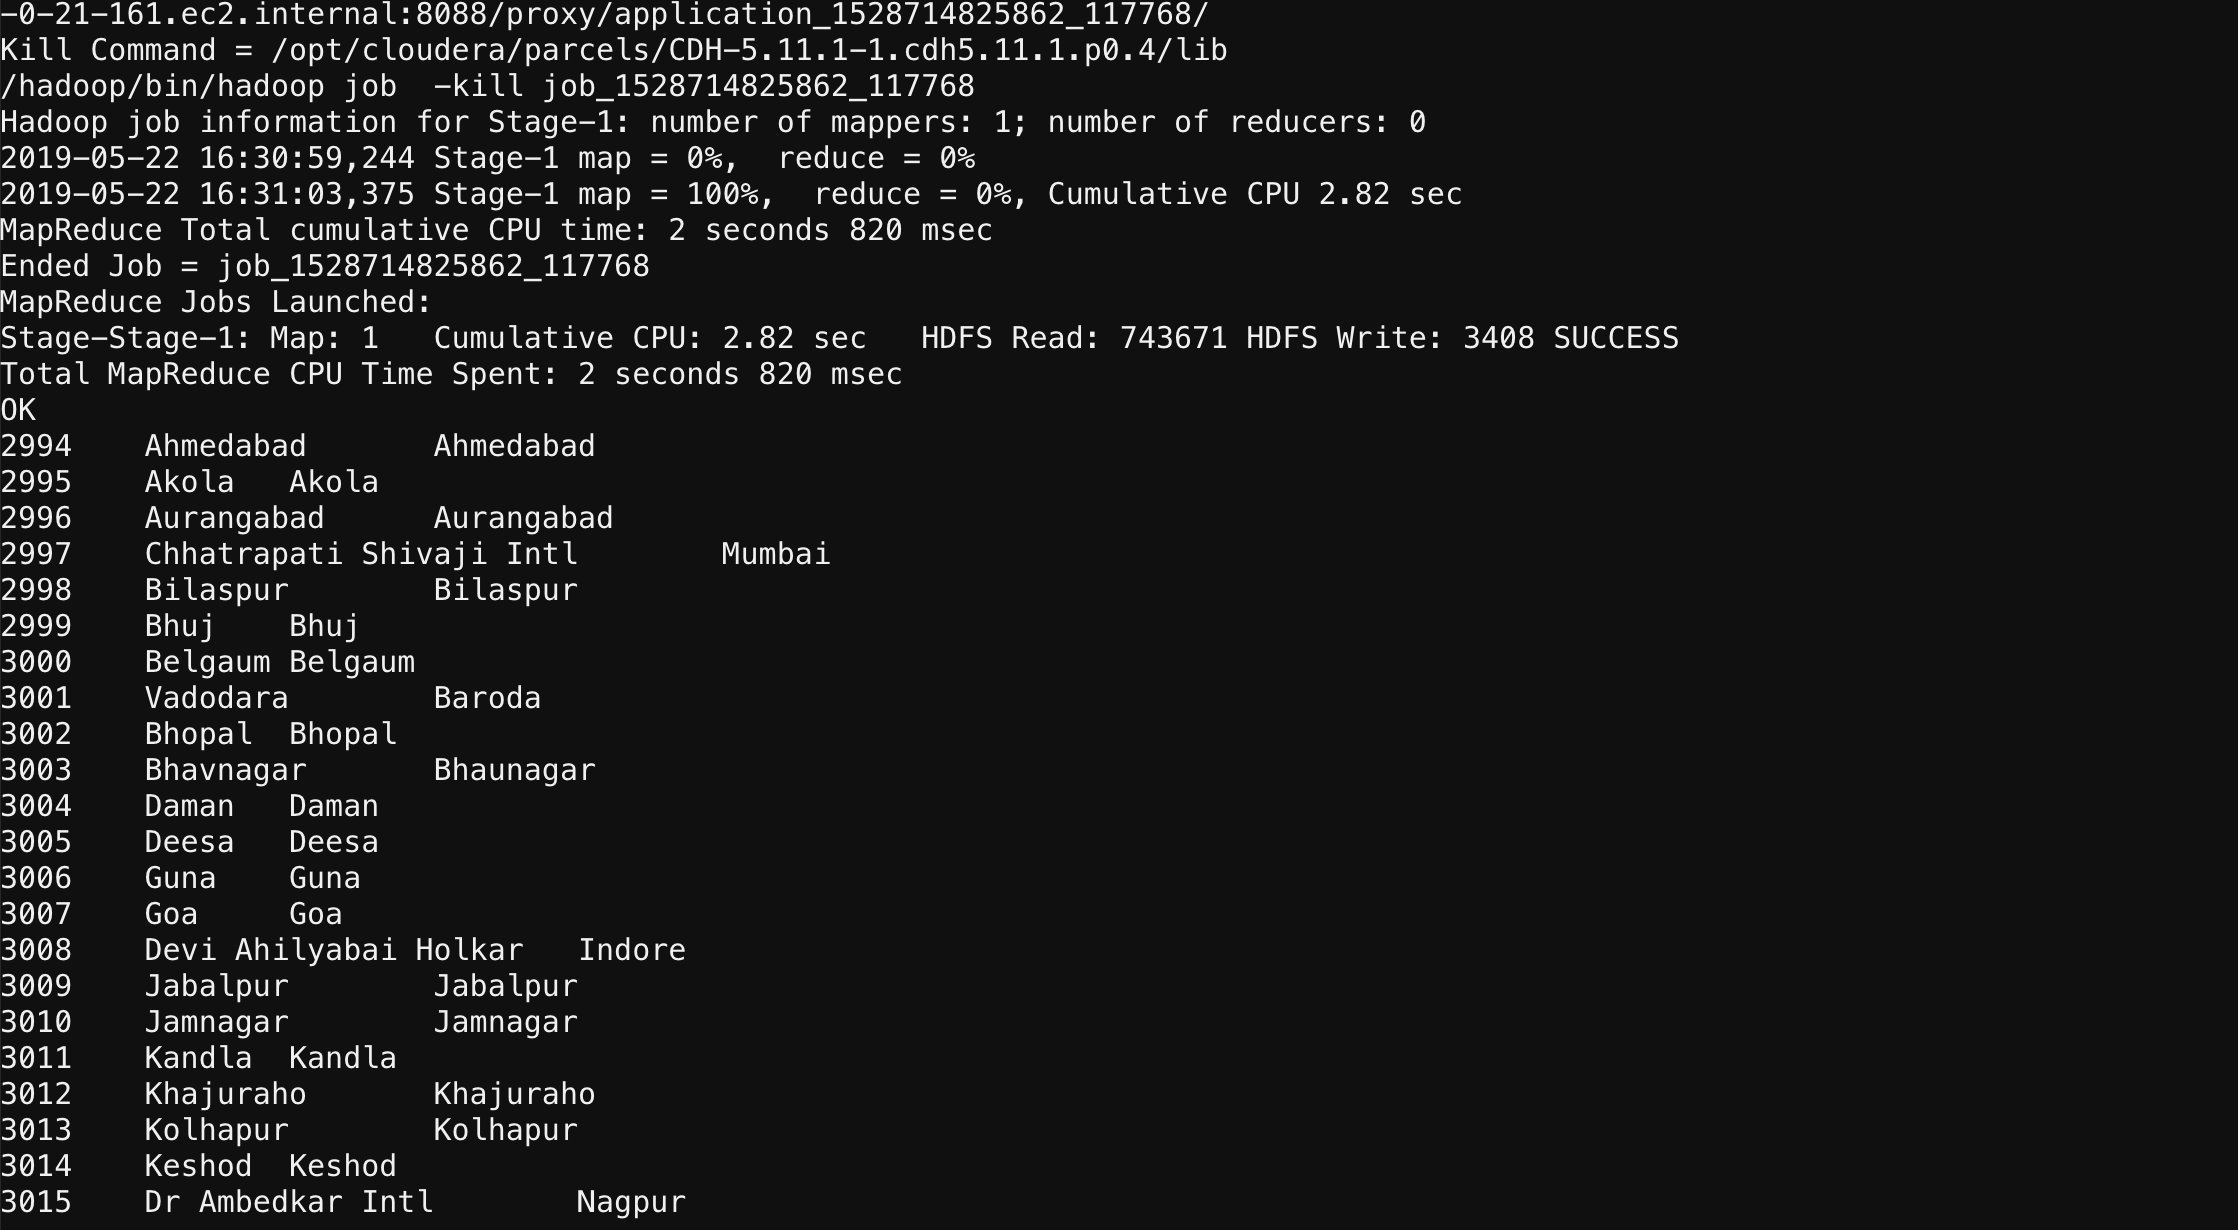 -0-21-161.ec2.internal:8088/proxy/application_1528714825862_117768/
Kill Command = /opt/cloudera/parcels/CDH-5.11.1-1.cdh5.11.1.p0.4/lib
/hadoop/bin/hadoop job  -kill job_1528714825862_117768
Hadoop job information for Stage-1: number of mappers: 1; number of reducers: 0
2019-05-22 16:30:59,244 Stage-1 map = 0%,  reduce = 0%
2019-05-22 16:31:03,375 Stage-1 map = 100%,  reduce = 0%, Cumulative CPU 2.82 sec
MapReduce Total cumulative CPU time: 2 seconds 820 msec
Ended Job = job_1528714825862_117768
MapReduce Jobs Launched:
Stage-Stage-1: Map: 1   Cumulative CPU: 2.82 sec   HDFS Read: 743671 HDFS Write: 3408 SUCCESS
Total MapReduce CPU Time Spent: 2 seconds 820 msec
OK
2994    Ahmedabad       Ahmedabad
2995    Akola   Akola
2996    Aurangabad      Aurangabad
2997    Chhatrapati Shivaji Intl        Mumbai
2998    Bilaspur        Bilaspur
2999    Bhuj    Bhuj
3000    Belgaum Belgaum
3001    Vadodara        Baroda
3002    Bhopal  Bhopal
3003    Bhavnagar       Bhaunagar
3004    Daman   Daman
3005    Deesa   Deesa
3006    Guna    Guna
3007    Goa     Goa
3008    Devi Ahilyabai Holkar   Indore
3009    Jabalpur        Jabalpur
3010    Jamnagar        Jamnagar
3011    Kandla  Kandla
3012    Khajuraho       Khajuraho
3013    Kolhapur        Kolhapur
3014    Keshod  Keshod
3015    Dr Ambedkar Intl        Nagpur